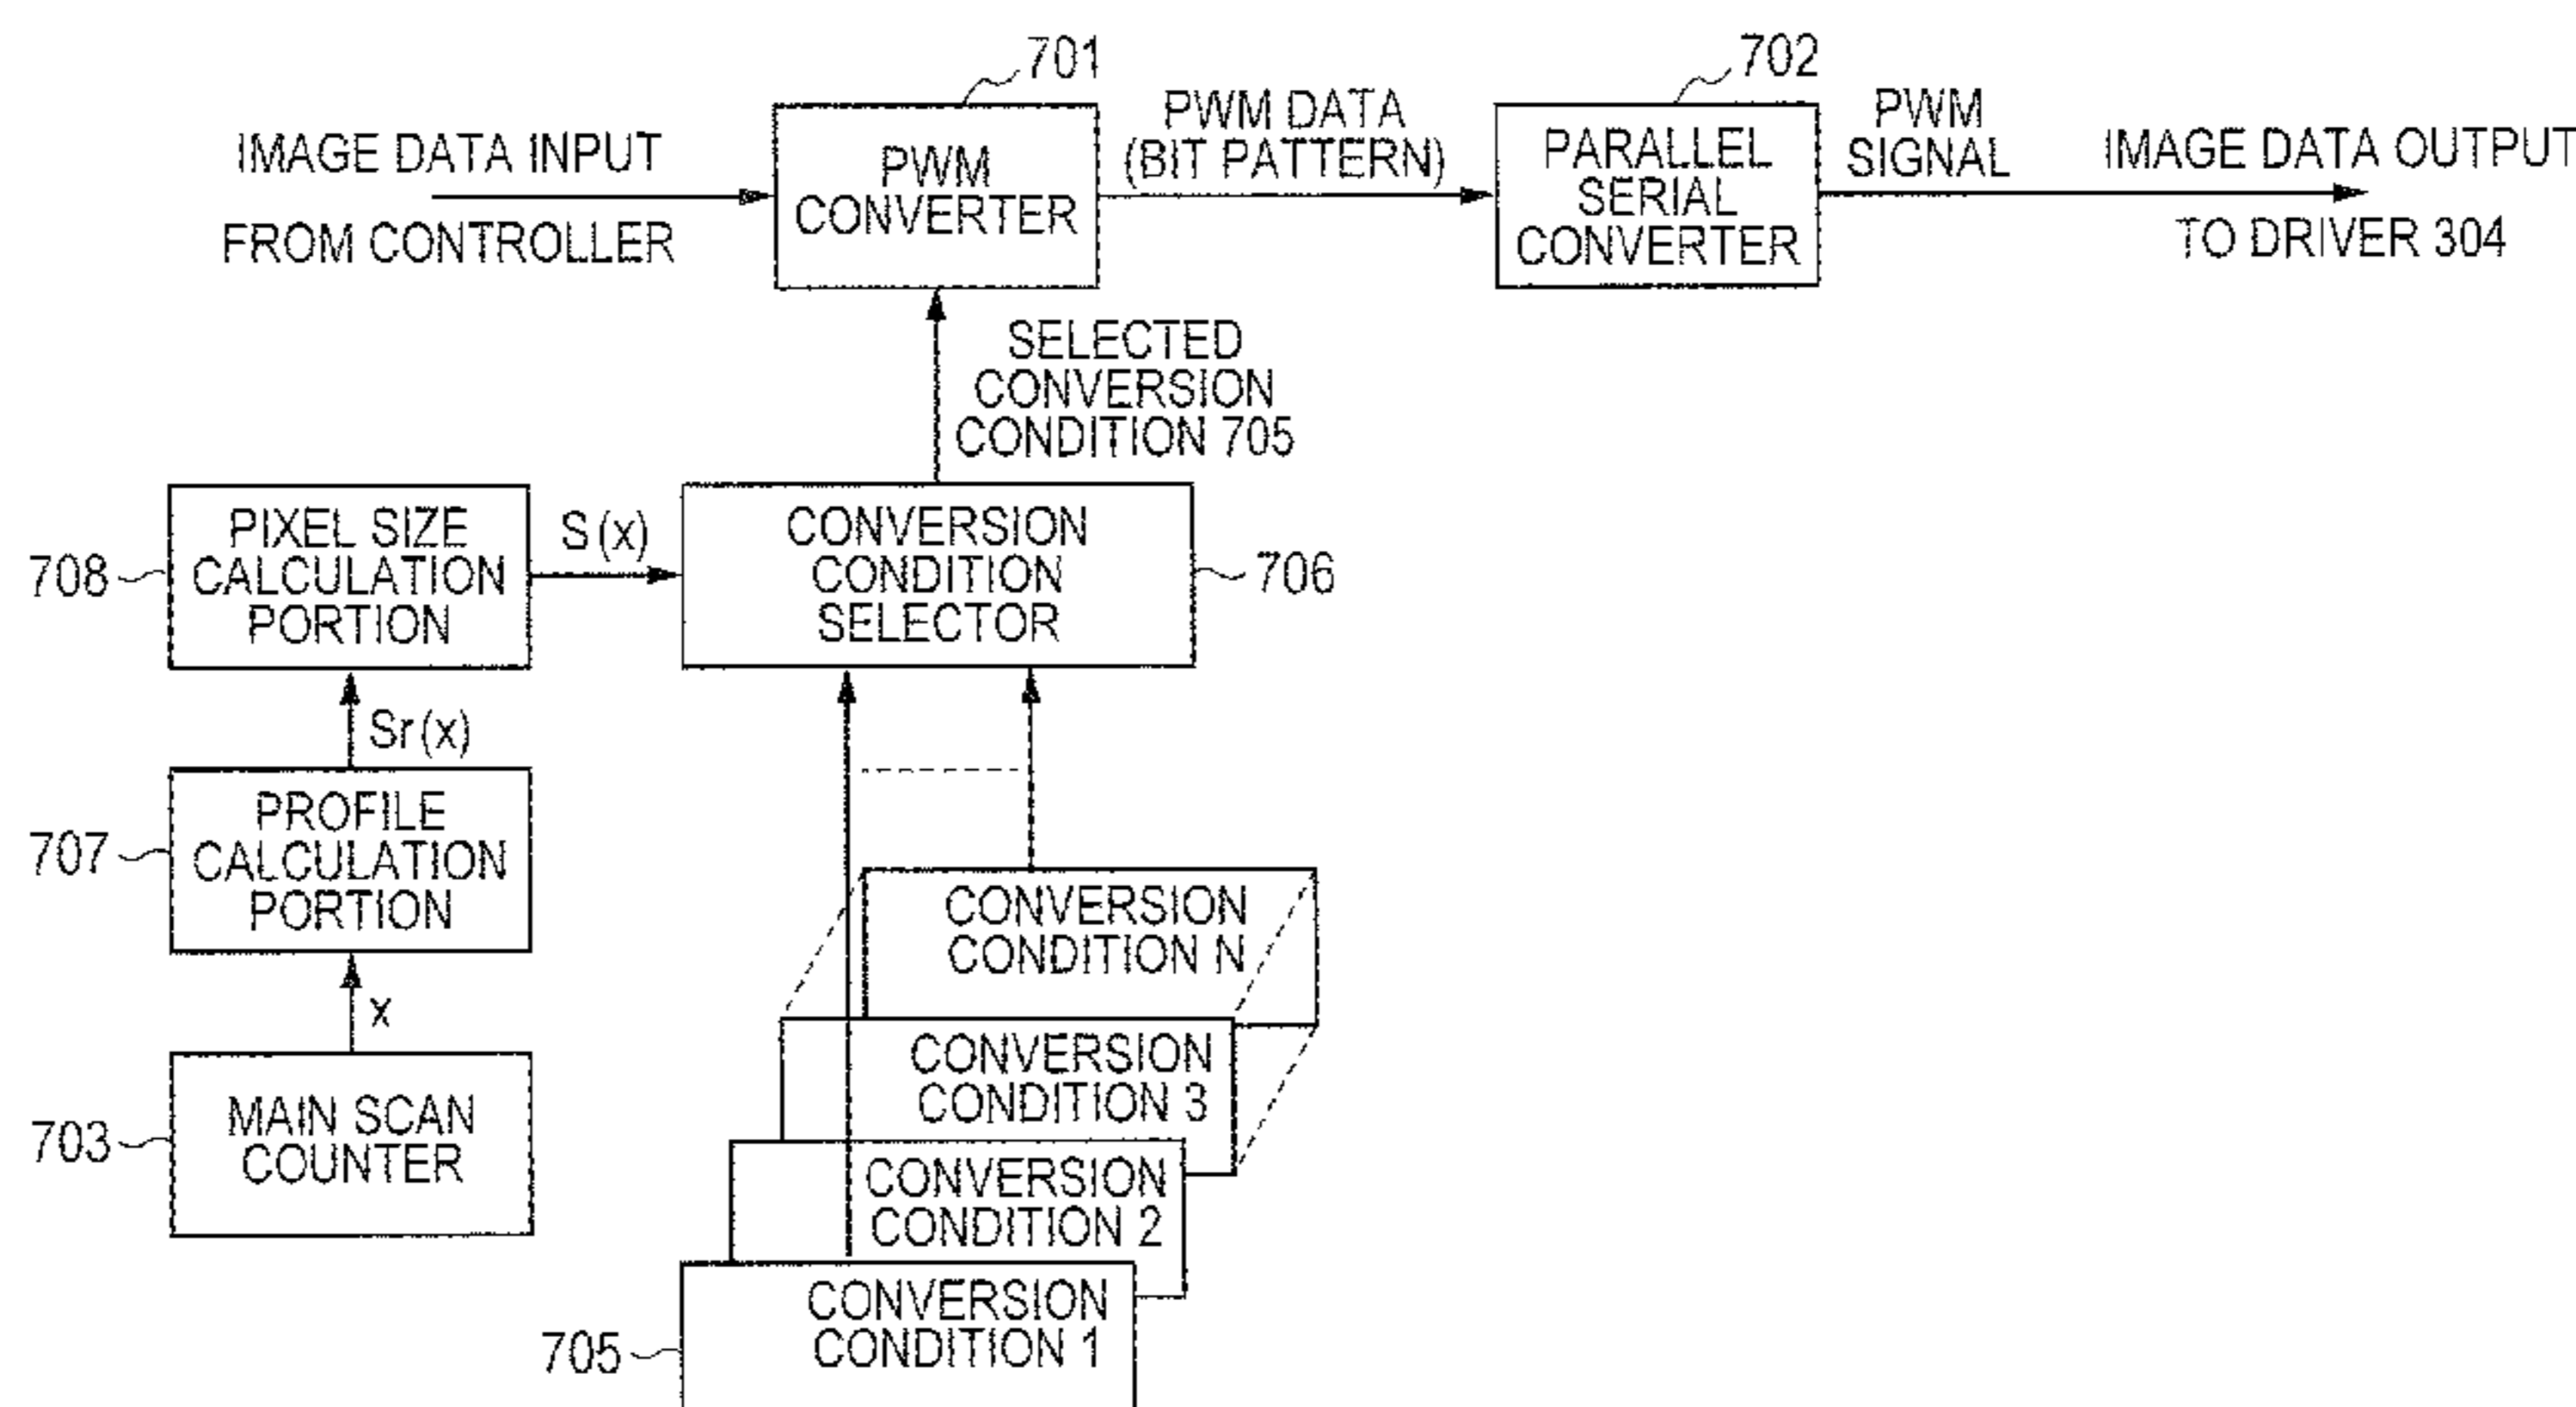 701
702
IMAGE DATA INPUT
FROM CONTROLLER
PWM
CONVERTER
PWM DATA
(BIT PATTERN)
PARALLEL
SERIAL
CONVERTER
PWM
SIGNAL
IMAGE DATA OUTPUT
TO DRIVER 304
SELECTED
CONVERSION
CONDITION 705
708
PIXEL SIZE
CALCULATION
PORTION
S(x)
CONVERSION
CONDITION
SELECTOR
706
Sr(x)
707
PROFILE
CALCULATION
PORTION
x
703
MAIN SCAN
COUNTER
CONVERSION
CONDITION N
CONVERSION
CONDITION 3
CONVERSION
CONDITION 2
CONVERSION
CONDITION 1
705